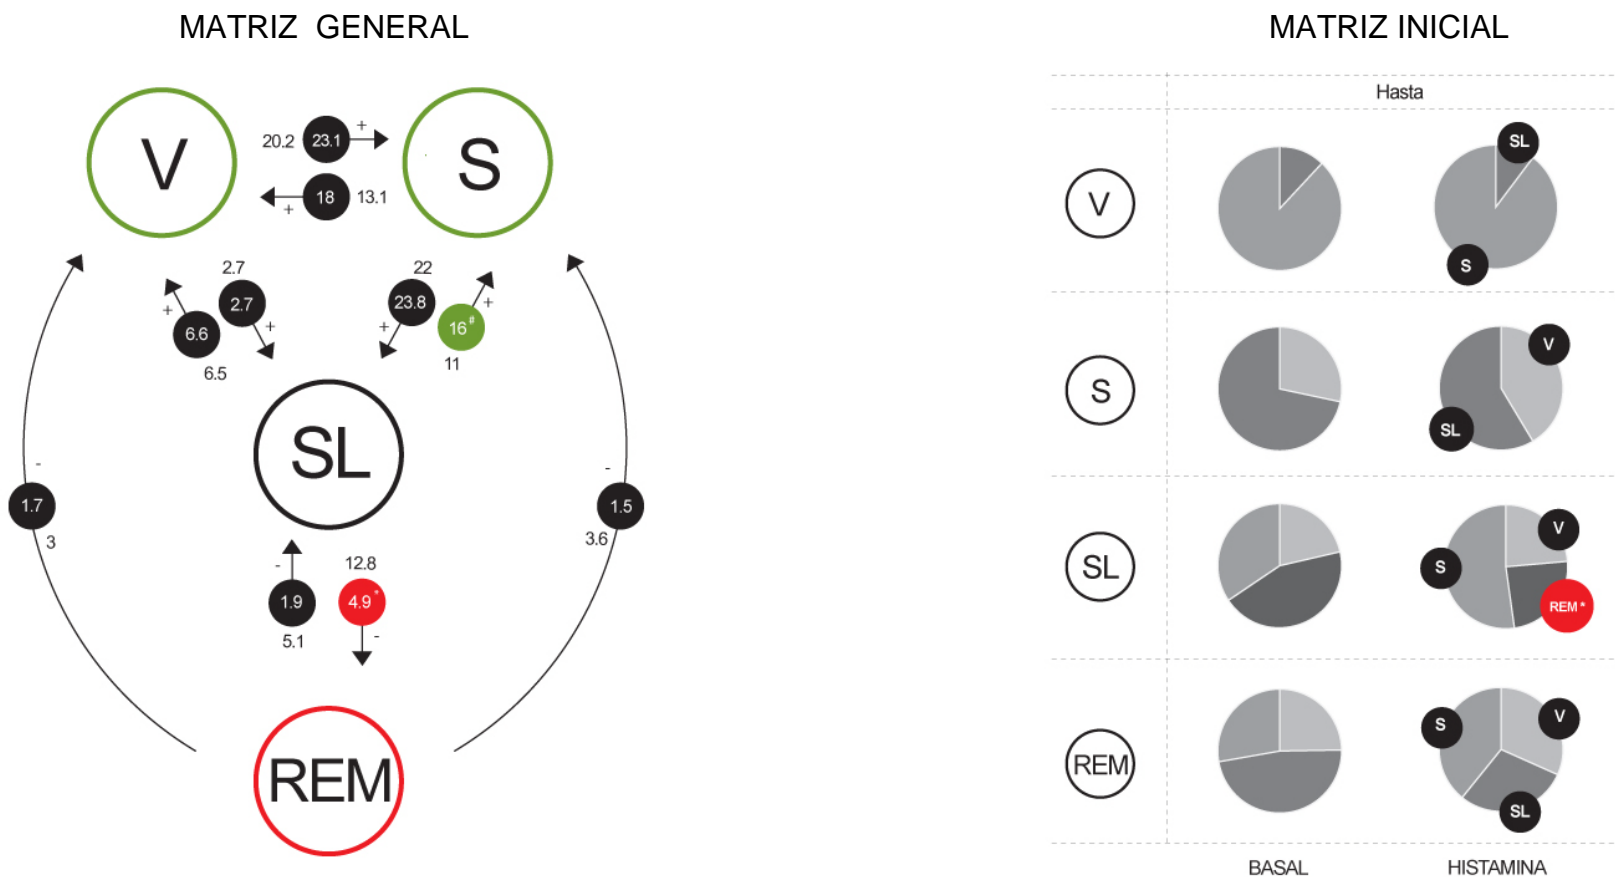 MATRIZ GENERAL
V
S
20.2
23.1
+
18
13.1
+
2.7
2.7
+
+
6.6
6.5
22
23.8
+
16#
+
11
SL
-
1.7
3
-
1.5
3.6
12.8
-
1.9
5.1
4.9*
-
REM
MATRIZ INICIAL
Hasta
V
SL
S
S
V
SL
SL
V
S
REM *
REM
S
V
SL
BASAL
HISTAMINA